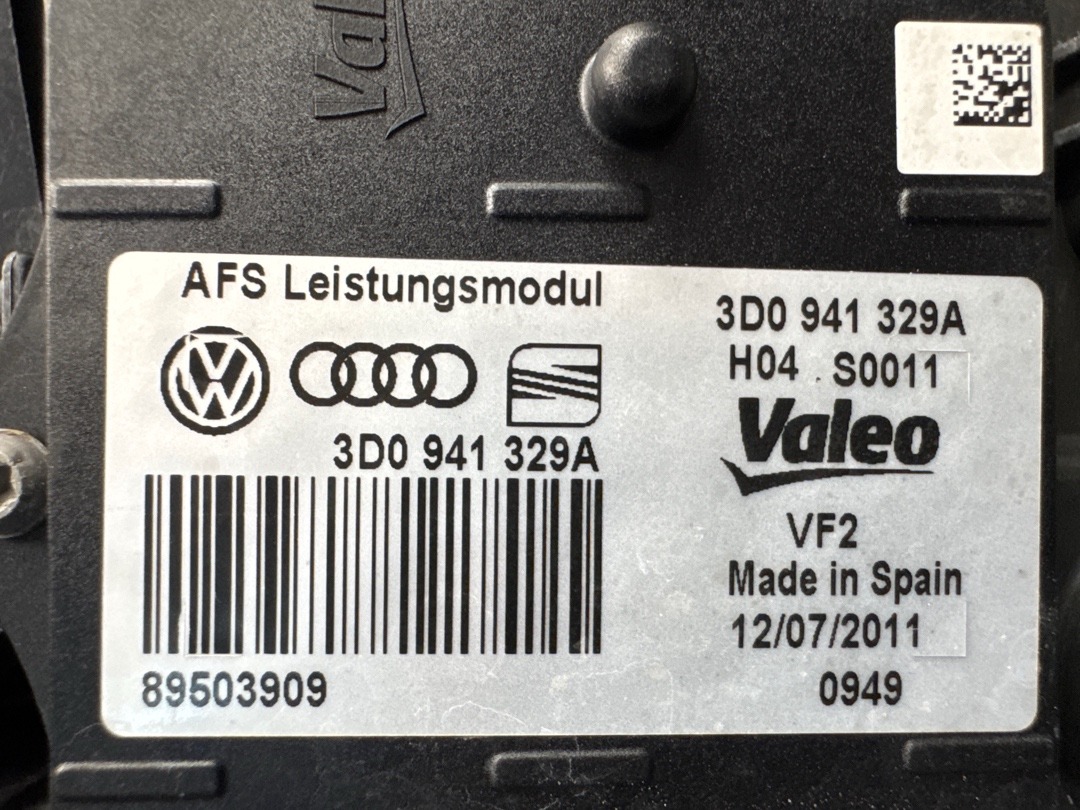 Valeo
AFS Leistungsmodul
3D0 941 329A
89503909
3D0 941 329A
H04 S0011
Valeo
VF2
Made in Spain
12/07/2011
0949